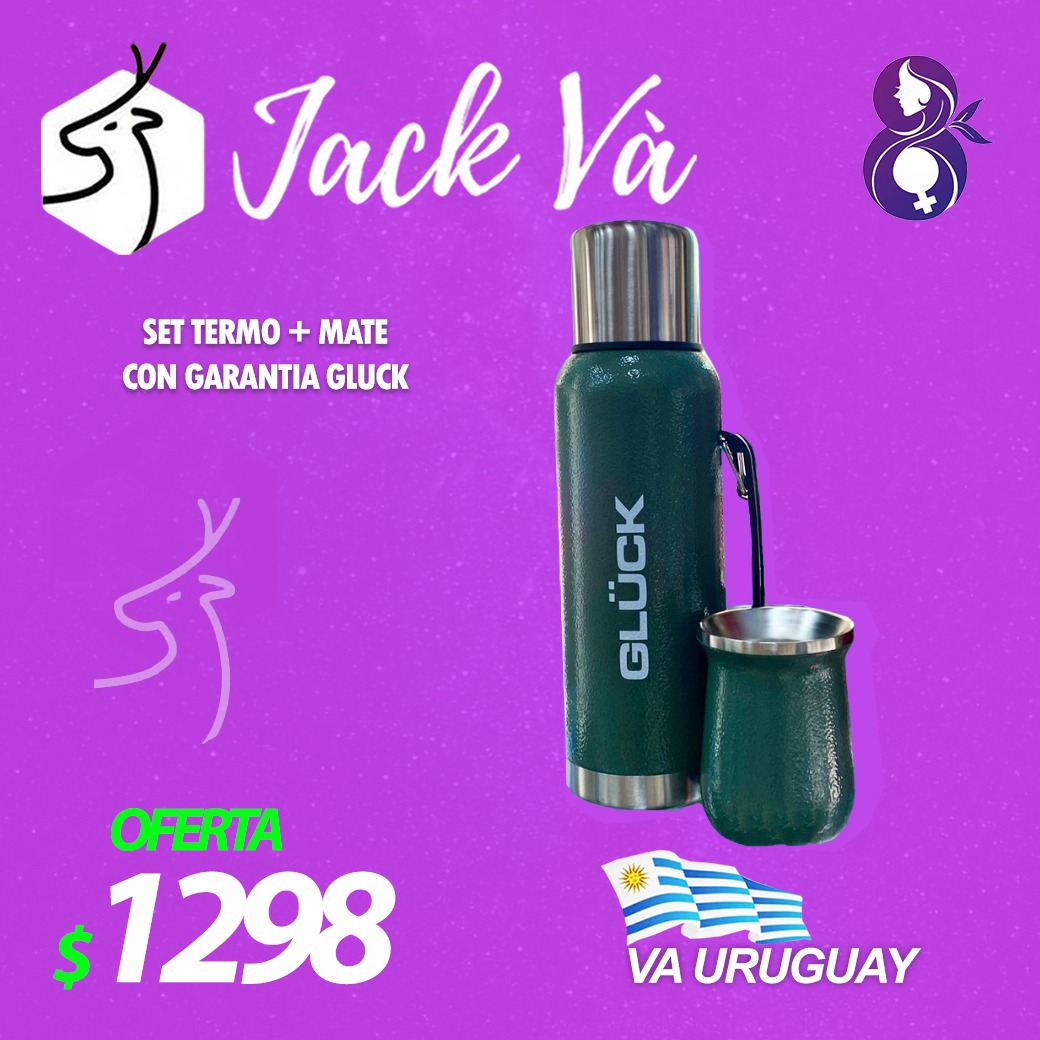 Jack Và
SET TERMO + MATE
CON GARANTIA GLUCK
GLÜCK
OFERTA
$ 1298
VA URUGUAY